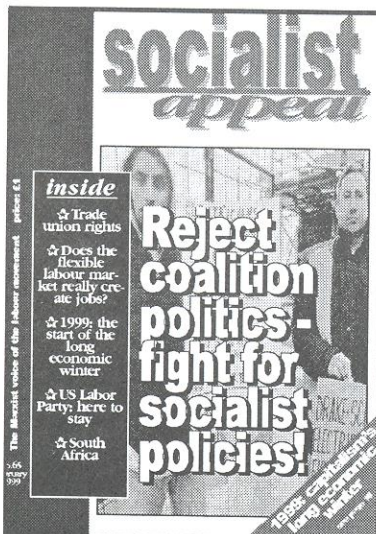 socialist
appeal
The Marxist voice of the labour movement price: £1
inside
☆ Trade
union rights
☆ Does the
flexible
labour mar-
ket really cre-
ate jobs?
☆ 1999: the
start of the
long
economic
winter
☆ US Labor
Party: here to
stay
☆ South
Africa
Reject
coalition
politics -
fight for
socialist
policies!
1999: capitalism's
long economic
winter